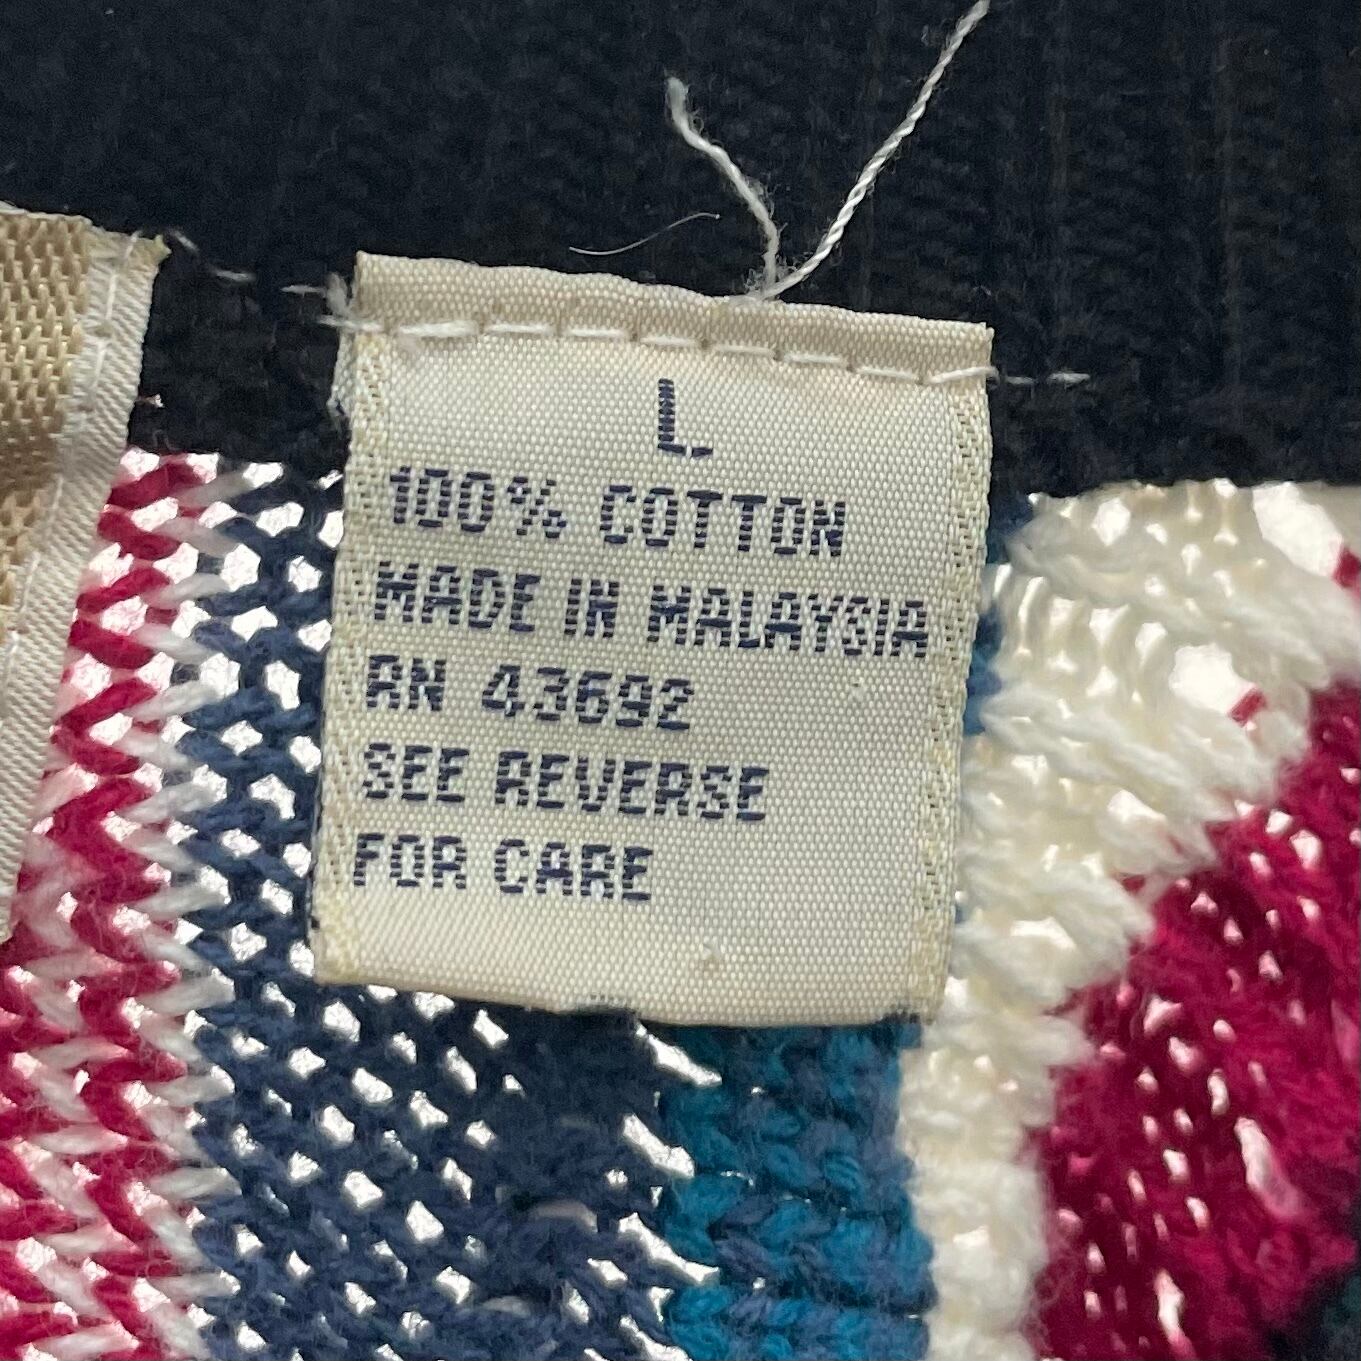 L
100% COTTON
MADE IN MALAYSIA
RN 43692
SEE REVERSE
FOR CARE